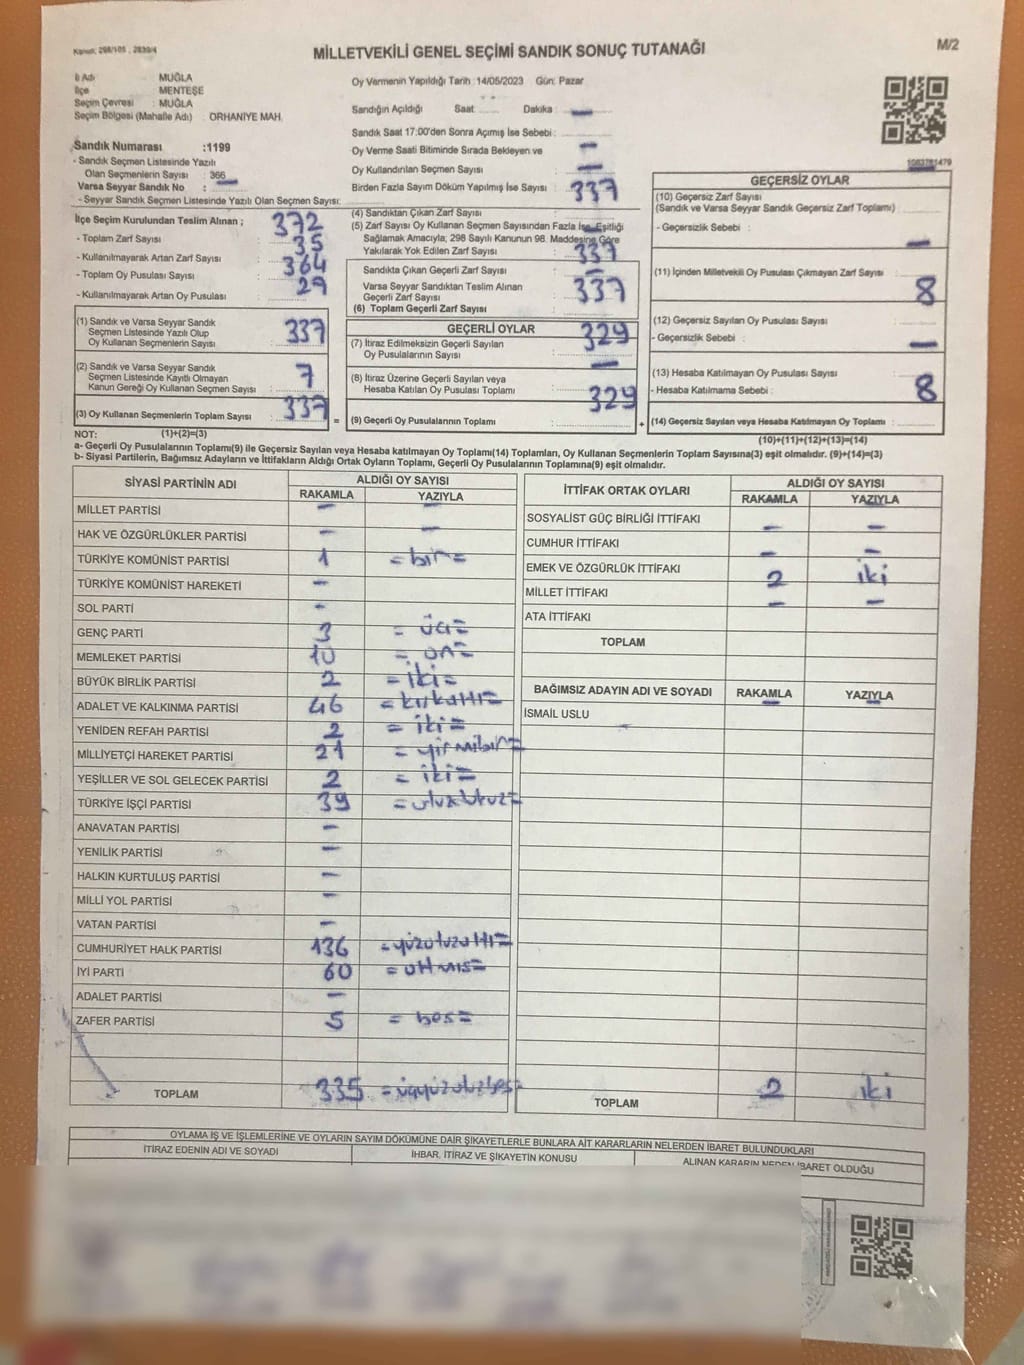 Kanun: 298/105 , 2839/4
MİLLETVEKİLİ GENEL SEÇİMİ SANDIK SONUÇ TUTANAĞI
M/2
İl Adı MUĞLA
İlçe MENTEŞE
Seçim Çevresi : MUĞLA
Seçim Bölgesi (Mahalle Adı) : ORHANİYE MAH.
Sandık Numarası :1199
- Sandık Seçmen Listesinde Yazılı
Olan Seçmenlerin Sayısı : 366
Varsa Seyyar Sandık No :
- Seyyar Sandık Seçmen Listesinde Yazılı Olan Seçmen Sayısı:
Oy Vermenin Yapıldığı Tarih :14/05/2023 Gün: Pazar
Sandığın Açıldığı Saat Dakika : —
Sandık Saat 17:00'den Sonra Açımış İse Sebebi :
Oy Verme Saati Bitiminde Sırada Bekleyen ve —
Oy Kullandırılan Seçmen Sayısı —
Birden Fazla Sayım Döküm Yapılmış İse Sayısı 337
İlçe Seçim Kurulundan Teslim Alınan ; 372
- Toplam Zarf Sayısı 35
- Kullanılmayarak Artan Zarf Sayısı 364
- Toplam Oy Pusulası Sayısı 29
- Kullanılmayarak Artan Oy Pusulası
(1) Sandık ve Varsa Seyyar Sandık
Seçmen Listesinde Yazılı Olup
Oy Kullanan Seçmenlerin Sayısı 337
(2) Sandık ve Varsa Seyyar Sandık
Seçmen Listesinde Kayıtlı Olmayan
Kanun Gereği Oy Kullanan Seçmen Sayısı 7
(3) Oy Kullanan Seçmenlerin Toplam Sayısı 337
(1)+(2)=(3)
(4) Sandıktan Çıkan Zarf Sayısı
(5) Zarf Sayısı Oy Kullanan Seçmen Sayısından Fazla İse, Eşitliği
Sağlamak Amacıyla, 298 Sayılı Kanunun 98. Maddesine Göre
Yakılarak Yok Edilen Zarf Sayısı 337
Sandıkta Çıkan Geçerli Zarf Sayısı —
Varsa Seyyar Sandıktan Teslim Alınan
Geçerli Zarf Sayısı 337
(6) Toplam Geçerli Zarf Sayısı
GEÇERLİ OYLAR
(7) İtiraz Edilmeksizin Geçerli Sayılan 329
Oy Pusulalarının Sayısı
(8) İtiraz Üzerine Geçerli Sayılan veya —
Hesaba Katılan Oy Pusulası Toplamı 329
= (9) Geçerli Oy Pusulalarının Toplamı
GEÇERSİZ OYLAR
(10) Geçersiz Zarf Sayısı
(Sandık ve Varsa Seyyar Sandık Geçersiz Zarf Toplamı)
- Geçersizlik Sebebi : —
(11) İçinden Milletvekili Oy Pusulası Çıkmayan Zarf Sayısı 8
(12) Geçersiz Sayılan Oy Pusulası Sayısı
- Geçersizlik Sebebi : —
(13) Hesaba Katılmayan Oy Pusulası Sayısı
- Hesaba Katılmama Sebebi : 8
+ (14) Geçersiz Sayılan veya Hesaba Katılmayan Oy Toplamı :
(10)+(11)+(12)+(13)=(14)
NOT:
a- Geçerli Oy Pusulalarının Toplamı(9) ile Geçersiz Sayılan veya Hesaba katılmayan Oy Toplamı(14) Toplamları, Oy Kullanan Seçmenlerin Toplam Sayısına(3) eşit olmalıdır. (9)+(14)=(3)
b- Siyasi Partilerin, Bağımsız Adayların ve İttifakların Aldığı Ortak Oyların Toplamı, Geçerli Oy Pusulalarının Toplamına(9) eşit olmalıdır.
SİYASİ PARTİNİN ADI ALDIĞI OY SAYISI
RAKAMLA YAZIYLA
MİLLET PARTİSİ — —
HAK VE ÖZGÜRLÜKLER PARTİSİ — —
TÜRKİYE KOMÜNİST PARTİSİ 1 = bir =
TÜRKİYE KOMÜNİST HAREKETİ —
SOL PARTİ -
GENÇ PARTİ 3 = üç =
MEMLEKET PARTİSİ 10 = on =
BÜYÜK BİRLİK PARTİSİ 2 = iki =
ADALET VE KALKINMA PARTİSİ 46 = kırkaltı =
YENİDEN REFAH PARTİSİ 2 = iki =
MİLLİYETÇİ HAREKET PARTİSİ 21 = yirmibir =
YEŞİLLER VE SOL GELECEK PARTİSİ 2 = iki =
TÜRKİYE İŞÇİ PARTİSİ 39 = otuzdokuz =
ANAVATAN PARTİSİ —
YENİLİK PARTİSİ —
HALKIN KURTULUŞ PARTİSİ —
MİLLİ YOL PARTİSİ —
VATAN PARTİSİ —
CUMHURİYET HALK PARTİSİ 136 = yüzotuzaltı =
İYİ PARTİ 60 = altmış =
ADALET PARTİSİ —
ZAFER PARTİSİ 5 = beş =
TOPLAM 335 = üçyüzotuzbeş =
İTTİFAK ORTAK OYLARI ALDIĞI OY SAYISI
RAKAMLA YAZIYLA
SOSYALİST GÜÇ BİRLİĞİ İTTİFAKI — —
CUMHUR İTTİFAKI — —
EMEK VE ÖZGÜRLÜK İTTİFAKI 2 iki
MİLLET İTTİFAKI — —
ATA İTTİFAKI
TOPLAM
BAĞIMSIZ ADAYIN ADI VE SOYADI RAKAMLA YAZIYLA
İSMAİL USLU — —
TOPLAM 2 iki
OYLAMA İŞ VE İŞLEMLERİNE VE OYLARIN SAYIM DÖKÜMÜNE DAİR ŞİKAYETLERLE BUNLARA AİT KARARLARIN NELERDEN İBARET BULUNDUKLARI
İTİRAZ EDENİN ADI VE SOYADI İHBAR, İTİRAZ VE ŞİKAYETİN KONUSU ALINAN KARARIN NEDEN İBARET OLDUĞU